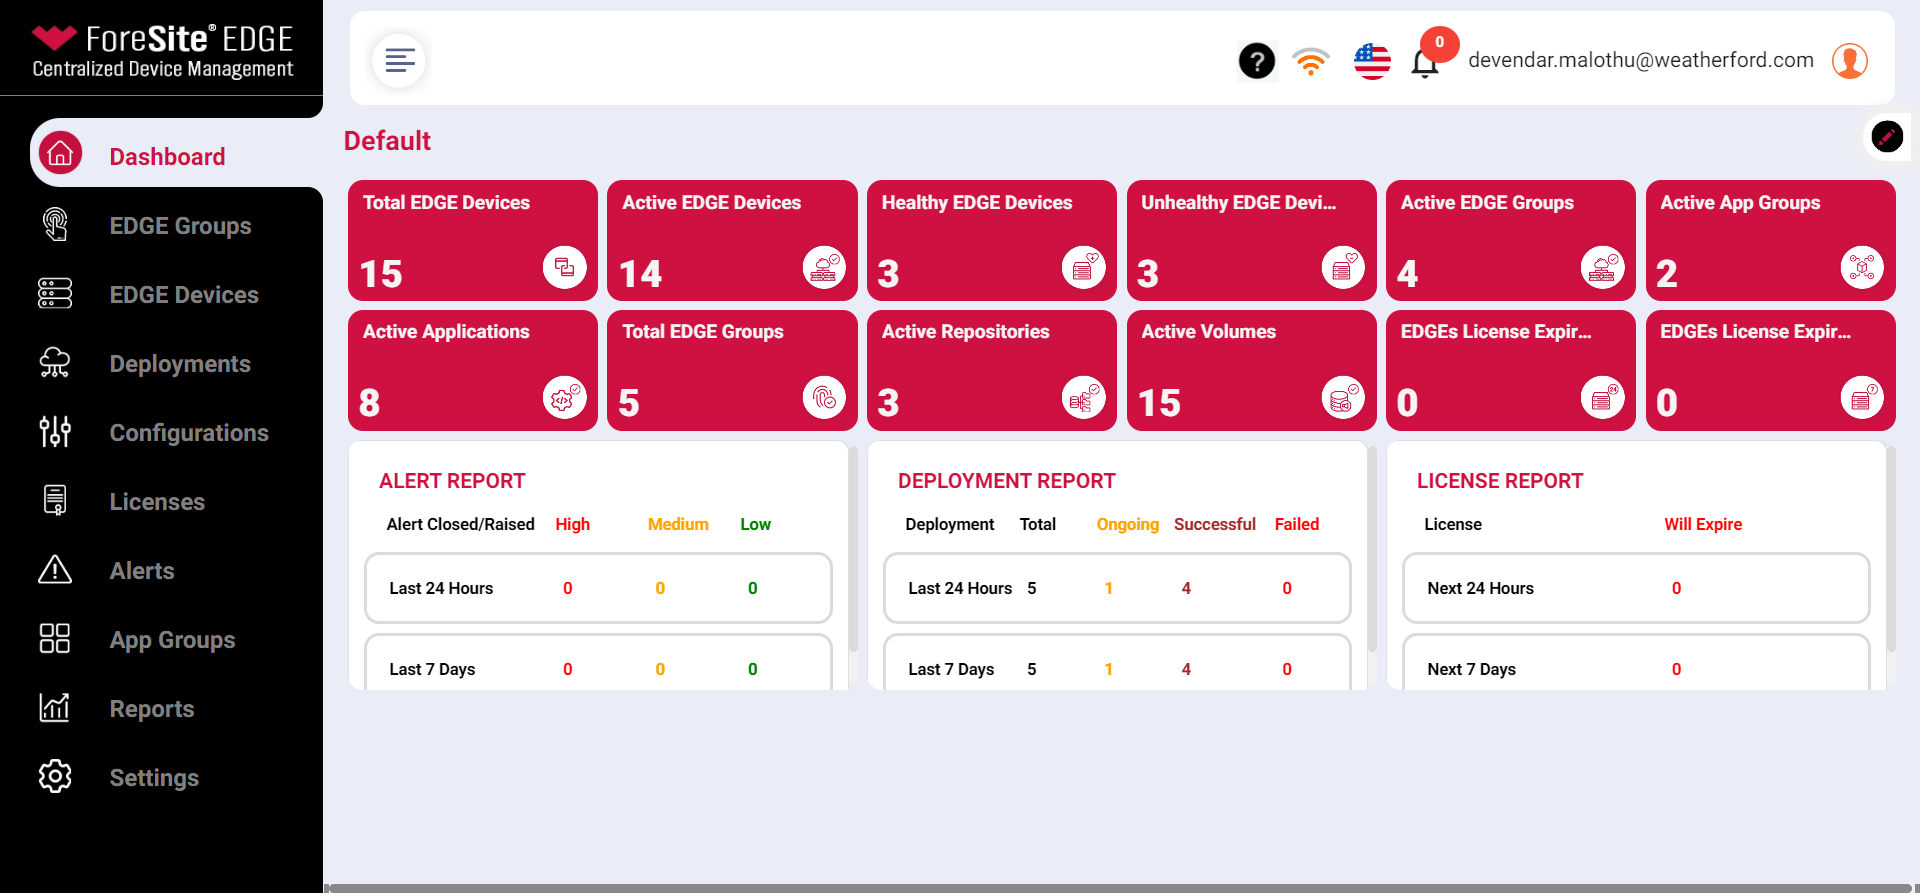 ForeSite® EDGE
Centralized Device Management
Dashboard
EDGE Groups
EDGE Devices
Deployments
Configurations
Licenses
Alerts
App Groups
Reports
Settings
?
0
devendar.malothu@weatherford.com
Default
Total EDGE Devices
15
Active EDGE Devices
14
Healthy EDGE Devices
3
Unhealthy EDGE Devi...
3
Active EDGE Groups
4
Active App Groups
2
Active Applications
8
Total EDGE Groups
5
Active Repositories
3
Active Volumes
15
EDGEs License Expir...
0
24
EDGEs License Expir...
0
7
ALERT REPORT
Alert Closed/Raised High Medium Low
Last 24 Hours 0 0 0
Last 7 Days 0 0 0
DEPLOYMENT REPORT
Deployment Total Ongoing Successful Failed
Last 24 Hours 5 1 4 0
Last 7 Days 5 1 4 0
LICENSE REPORT
License Will Expire
Next 24 Hours 0
Next 7 Days 0